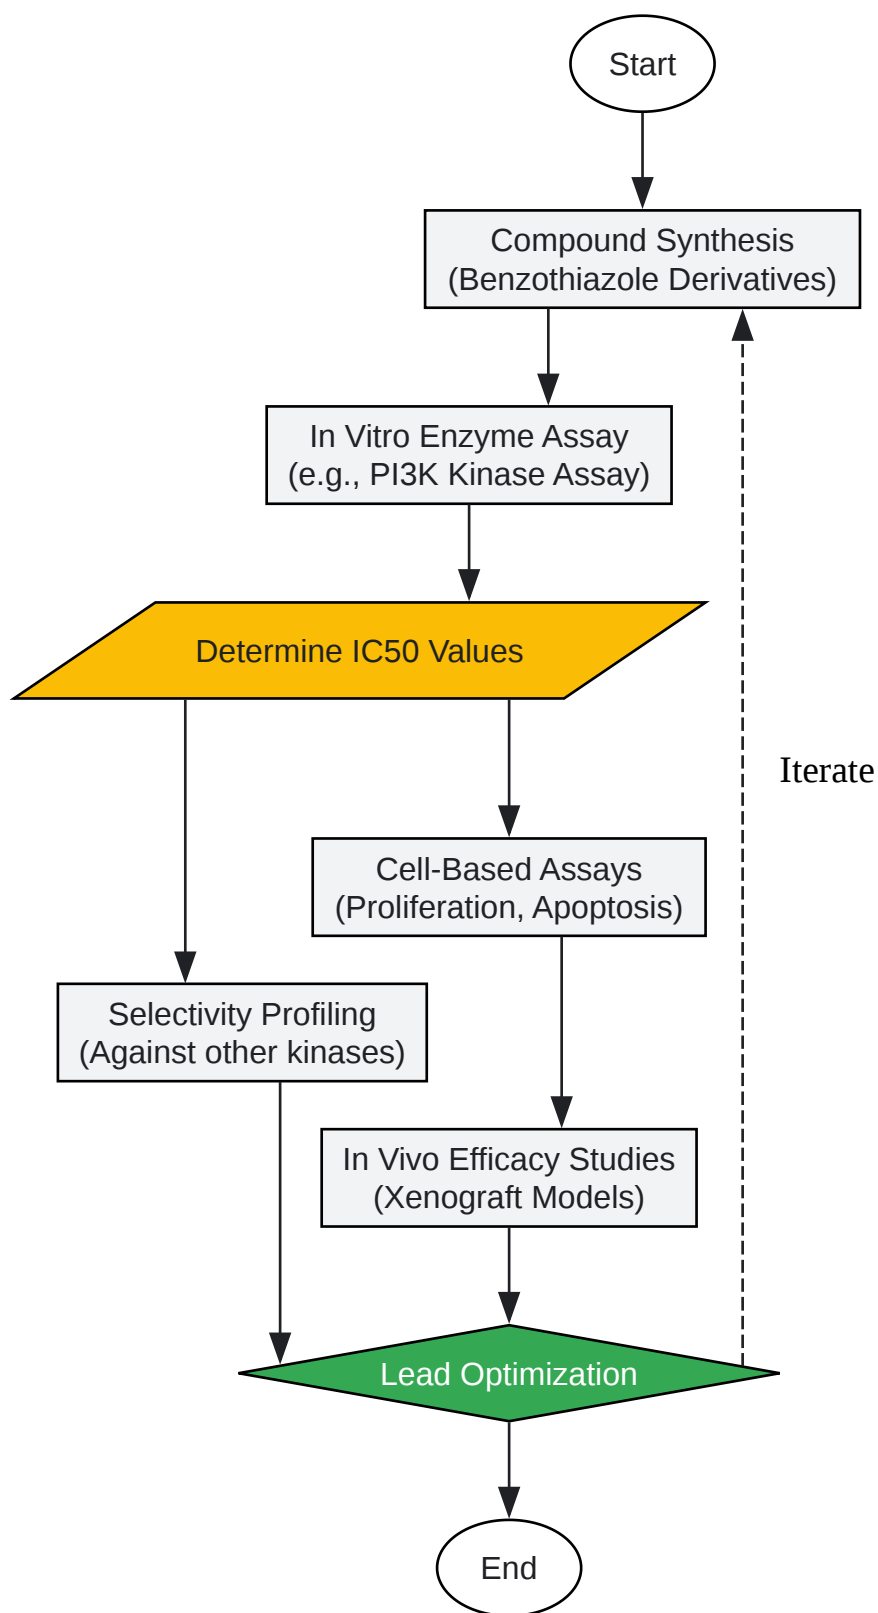 Start
Compound Synthesis
(Benzothiazole Derivatives)
In Vitro Enzyme Assay
(e.g., PI3K Kinase Assay)
Determine IC50 Values
Iterate
Cell-Based Assays
(Proliferation, Apoptosis)
Selectivity Profiling
(Against other kinases)
In Vivo Efficacy Studies
(Xenograft Models)
Lead Optimization
End